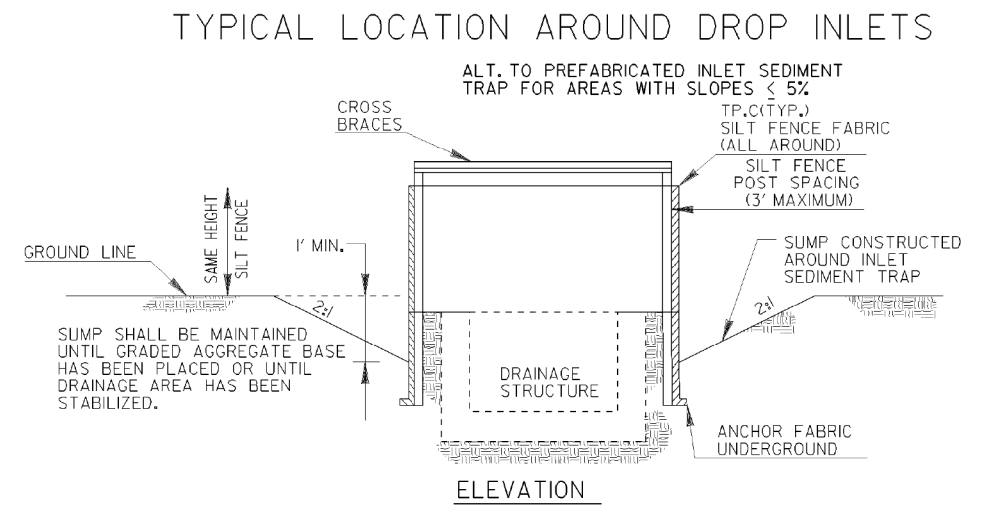 TYPICAL LOCATION AROUND DROP INLETS
ALT. TO PREFABRICATED INLET SEDIMENT
TRAP FOR AREAS WITH SLOPES ≤ 5%
CROSS
BRACES
TP.C(TYP.)
SILT FENCE FABRIC
(ALL AROUND)
SILT FENCE
POST SPACING
(3' MAXIMUM)
SAME HEIGHT
SILT FENCE
1' MIN.
GROUND LINE
SUMP CONSTRUCTED
AROUND INLET
SEDIMENT TRAP
2:1
2:1
SUMP SHALL BE MAINTAINED
UNTIL GRADED AGGREGATE BASE
HAS BEEN PLACED OR UNTIL
DRAINAGE AREA HAS BEEN
STABILIZED.
DRAINAGE
STRUCTURE
ANCHOR FABRIC
UNDERGROUND
ELEVATION